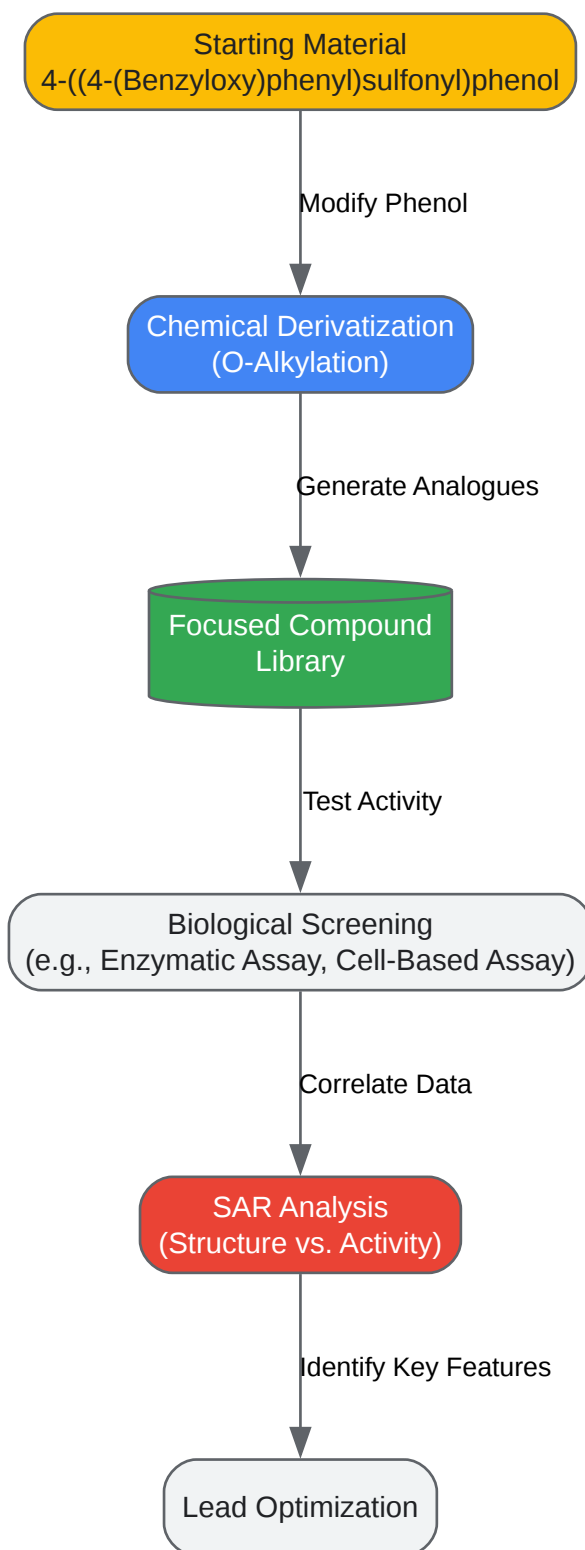 Starting Material
4-((4-(Benzyloxy)phenyl)sulfonyl)phenol
Modify Phenol
Chemical Derivatization
(O-Alkylation)
Generate Analogues
Focused Compound
Library
Test Activity
Biological Screening
(e.g., Enzymatic Assay, Cell-Based Assay)
Correlate Data
SAR Analysis
(Structure vs. Activity)
Identify Key Features
Lead Optimization